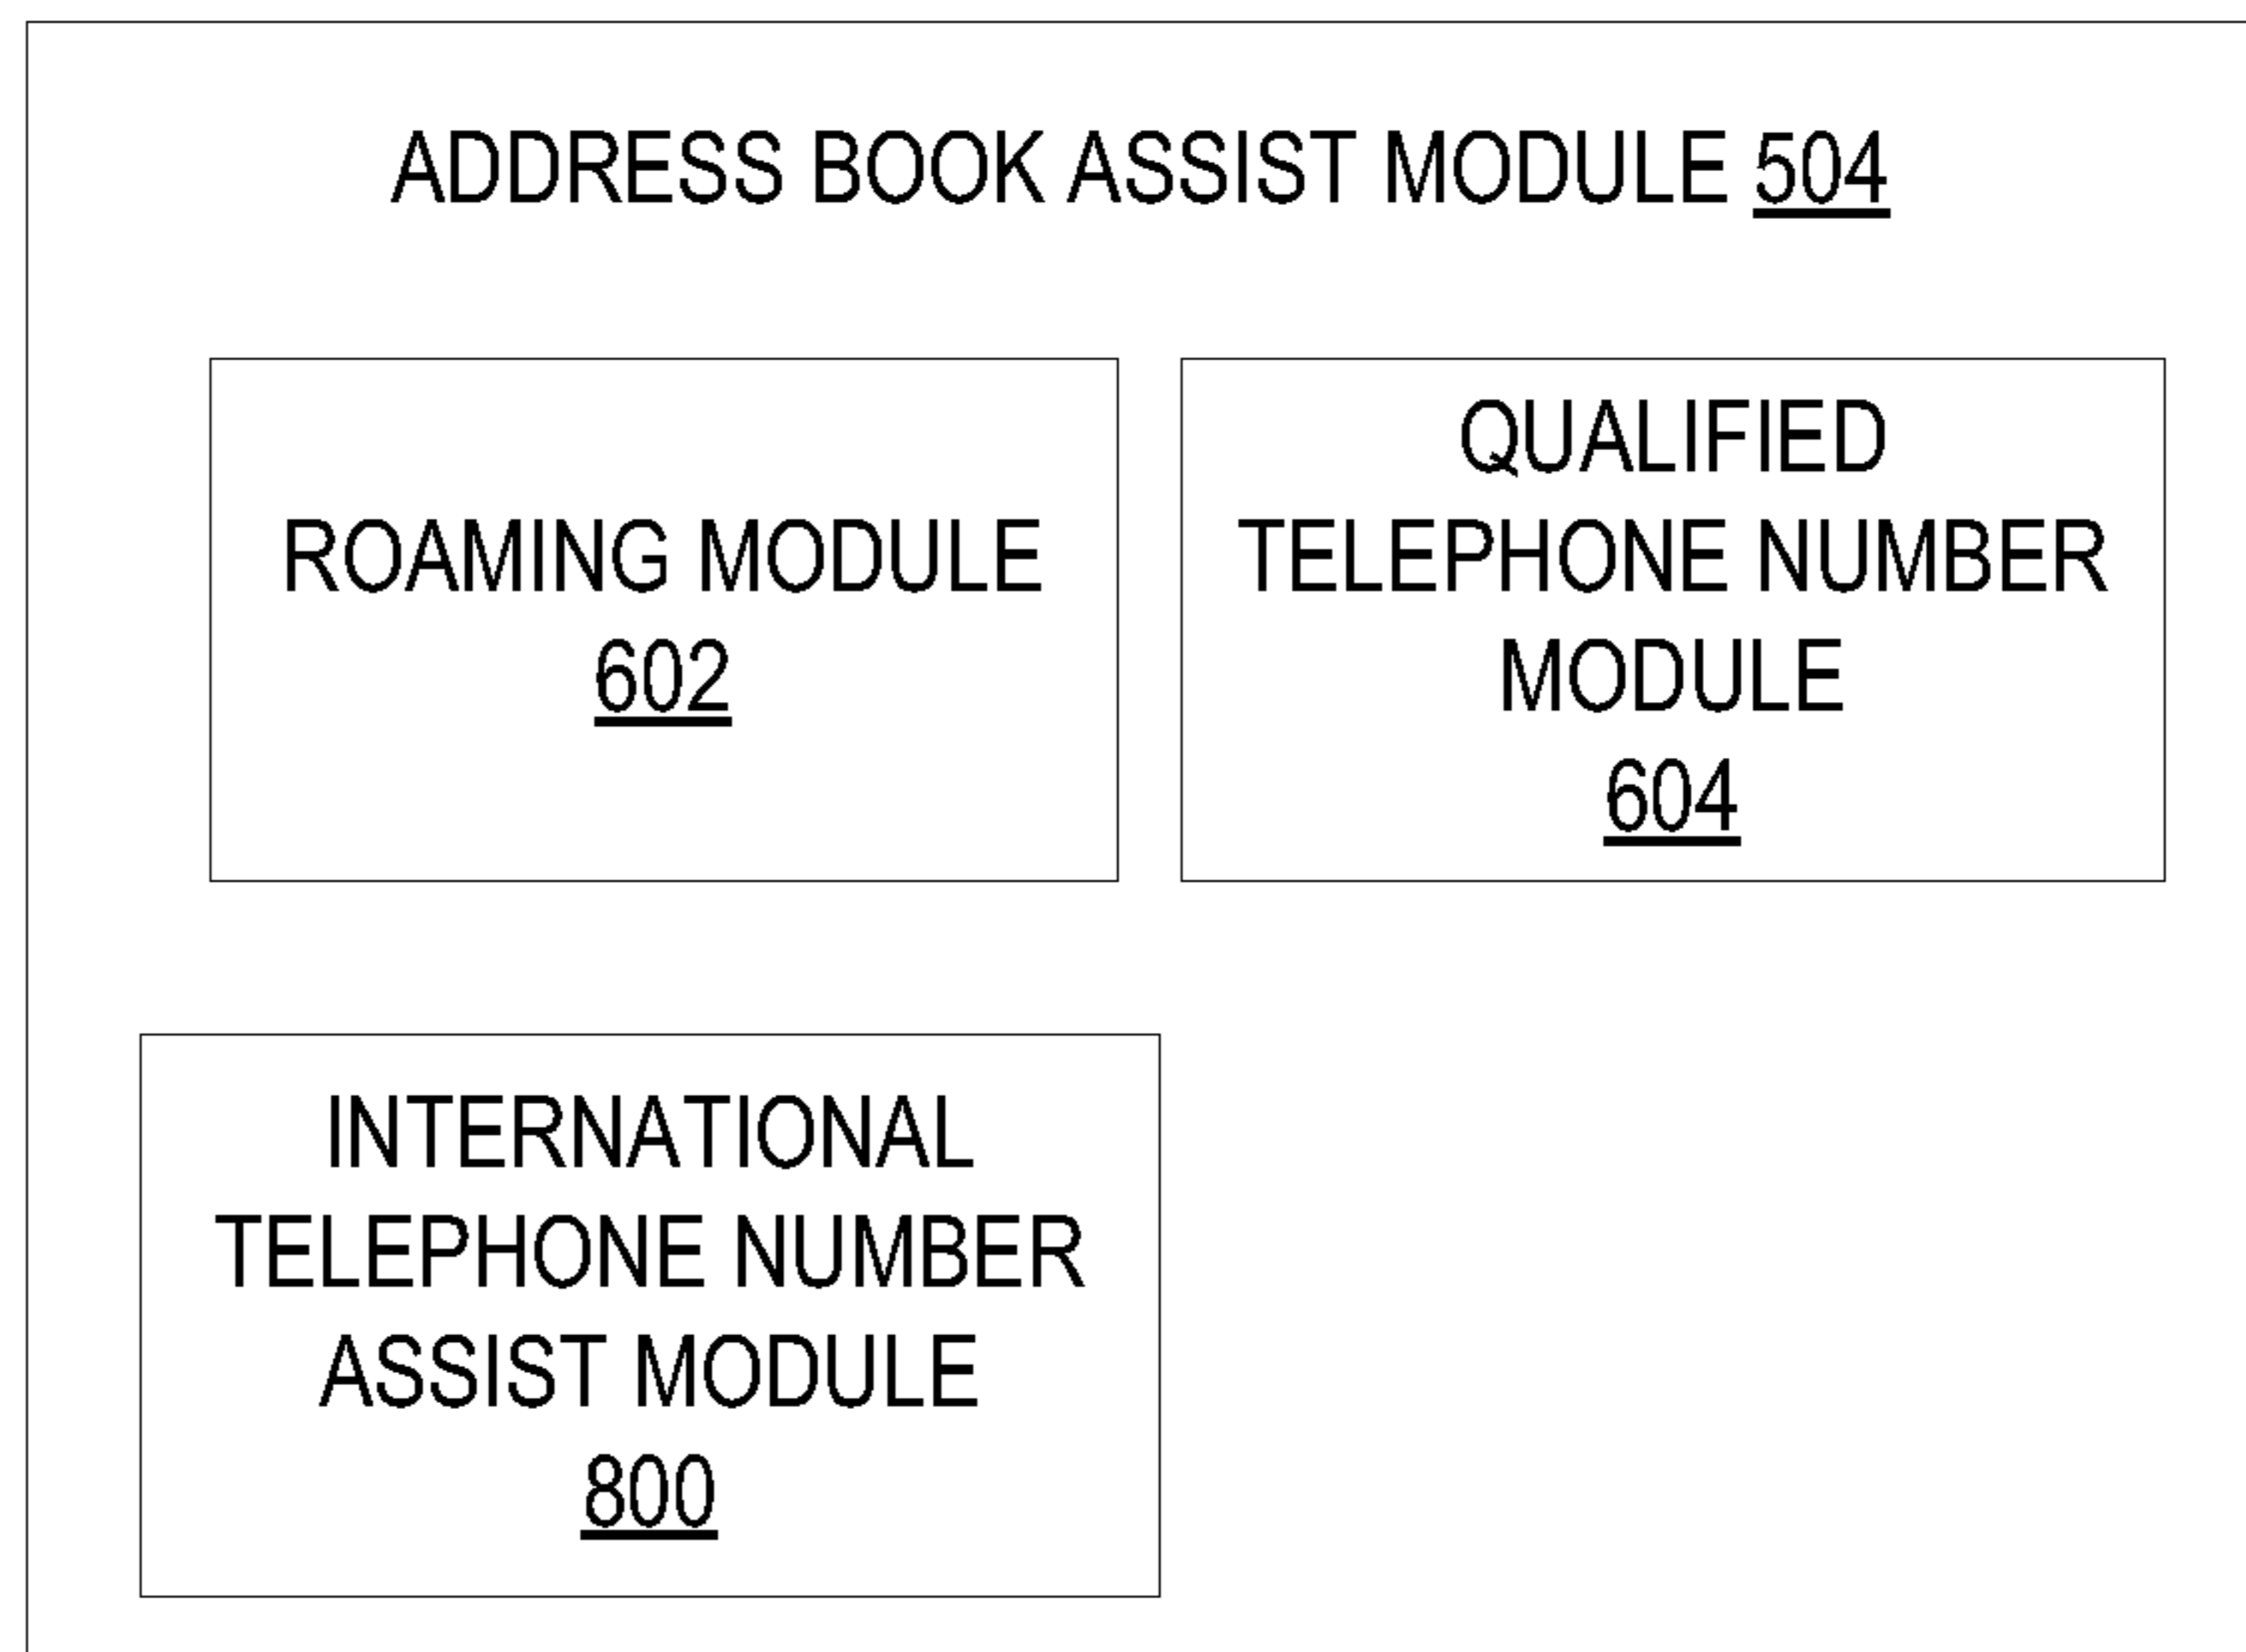 ADDRESS BOOK ASSIST MODULE 504
ROAMING MODULE
602
QUALIFIED
TELEPHONE NUMBER
MODULE
604
INTERNATIONAL
TELEPHONE NUMBER
ASSIST MODULE
800